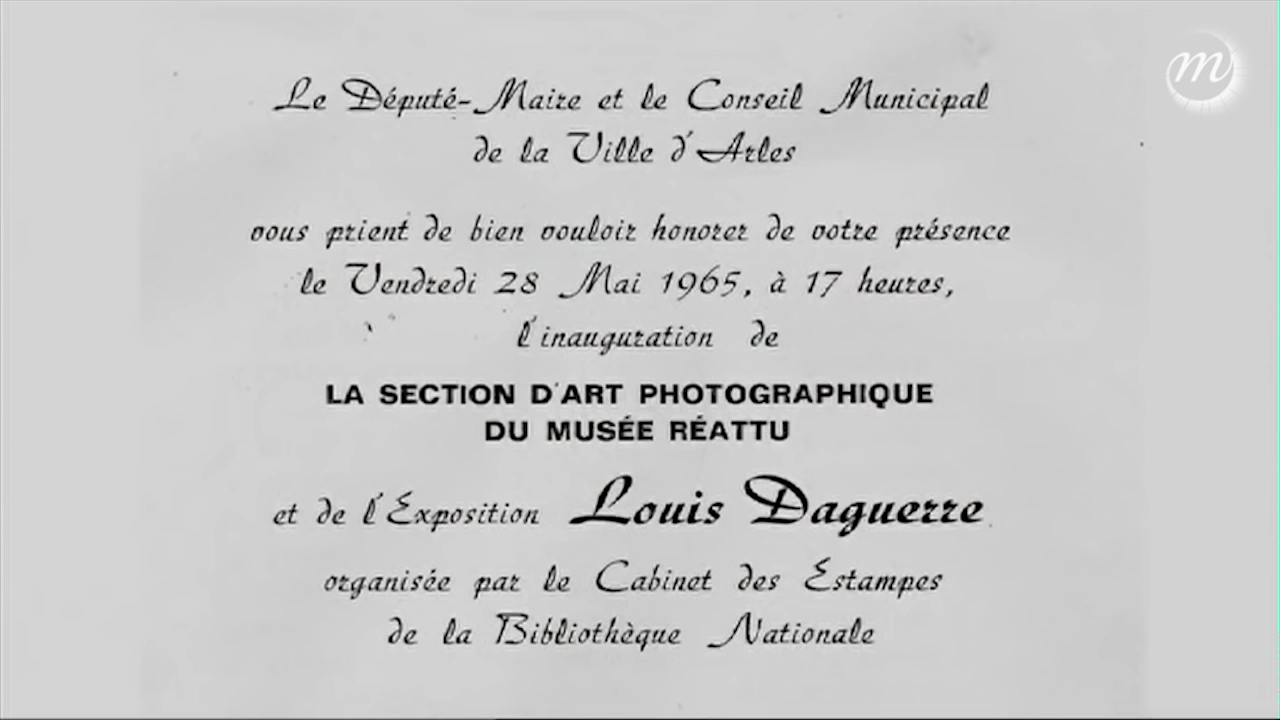 m
Le Député-Maire et le Conseil Municipal
de la Ville d'Arles
vous prient de bien vouloir honorer de votre présence
le Vendredi 28 Mai 1965, à 17 heures,
l'inauguration de
LA SECTION D'ART PHOTOGRAPHIQUE
DU MUSÉE RÉATTU
et de l'Exposition Louis Daguerre
organisée par le Cabinet des Estampes
de la Bibliothèque Nationale